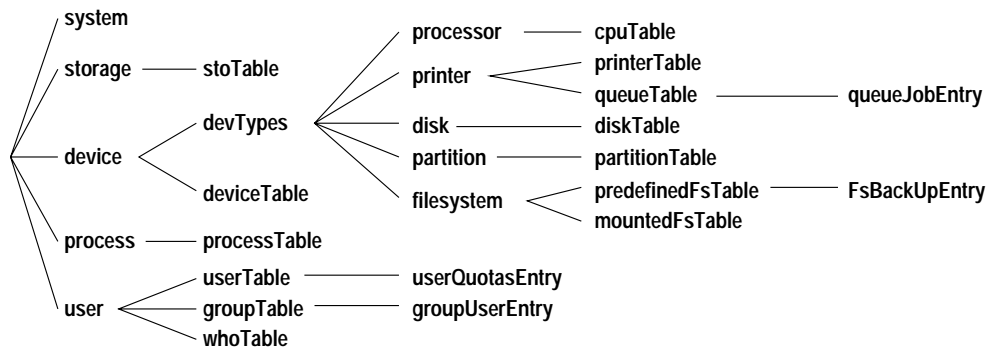 system
processor cpuTable
storage stoTable
printer printerTable
queueTable queueJobEntry
devTypes disk diskTable
device partition partitionTable
deviceTable filesystem predefinedFsTable FsBackUpEntry
mountedFsTable
process processTable
userTable userQuotasEntry
user groupTable groupUserEntry
whoTable